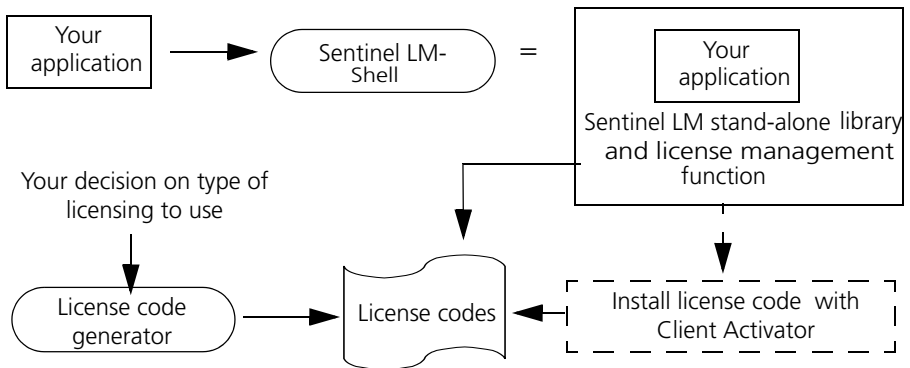 Your
application
Sentinel LM-
Shell
=
Your
application
Sentinel LM stand-alone library
and license management
function
Your decision on type of
licensing to use
License code
generator
License codes
Install license code with
Client Activator